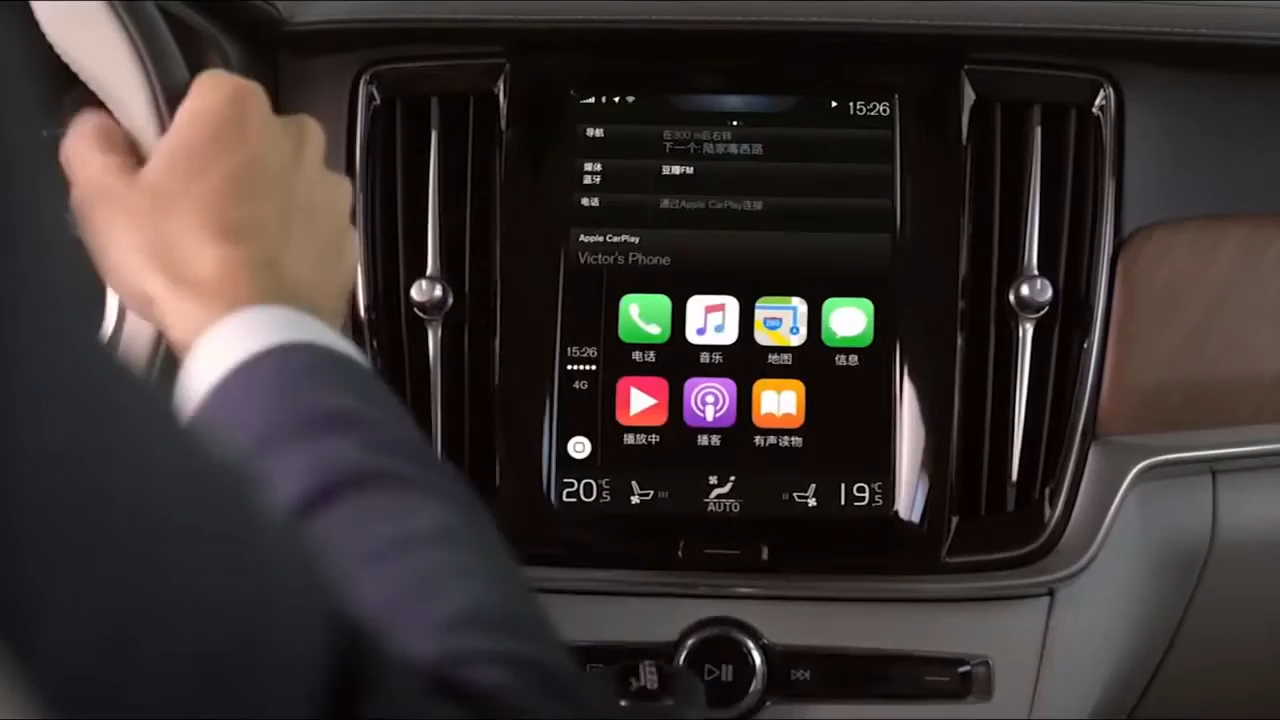 15:26
导航
在300 m后右转
下一个: 陆家嘴西路
媒体
蓝牙
豆瓣FM
电话
通过Apple CarPlay连接
Apple CarPlay
Victor's Phone
280
15:26
4G
电话
音乐
地图
信息
播放中
播客
有声读物
20.5°C
AUTO
19.5°C